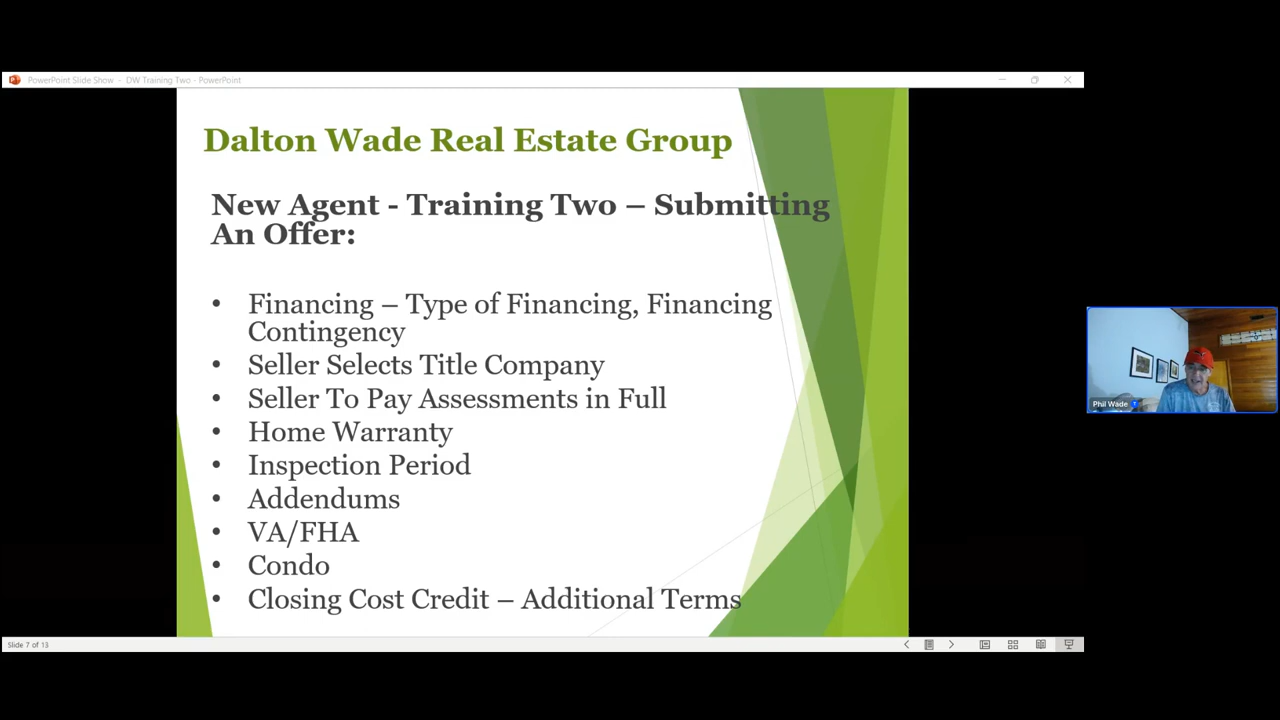 PowerPoint Slide Show - DW Training Two - PowerPoint
Dalton Wade Real Estate Group
New Agent - Training Two – Submitting
An Offer:
• Financing – Type of Financing, Financing
Contingency
• Seller Selects Title Company
• Seller To Pay Assessments in Full
• Home Warranty
• Inspection Period
• Addendums
• VA/FHA
• Condo
• Closing Cost Credit – Additional Terms
Phil Wade
Slide 7 of 13